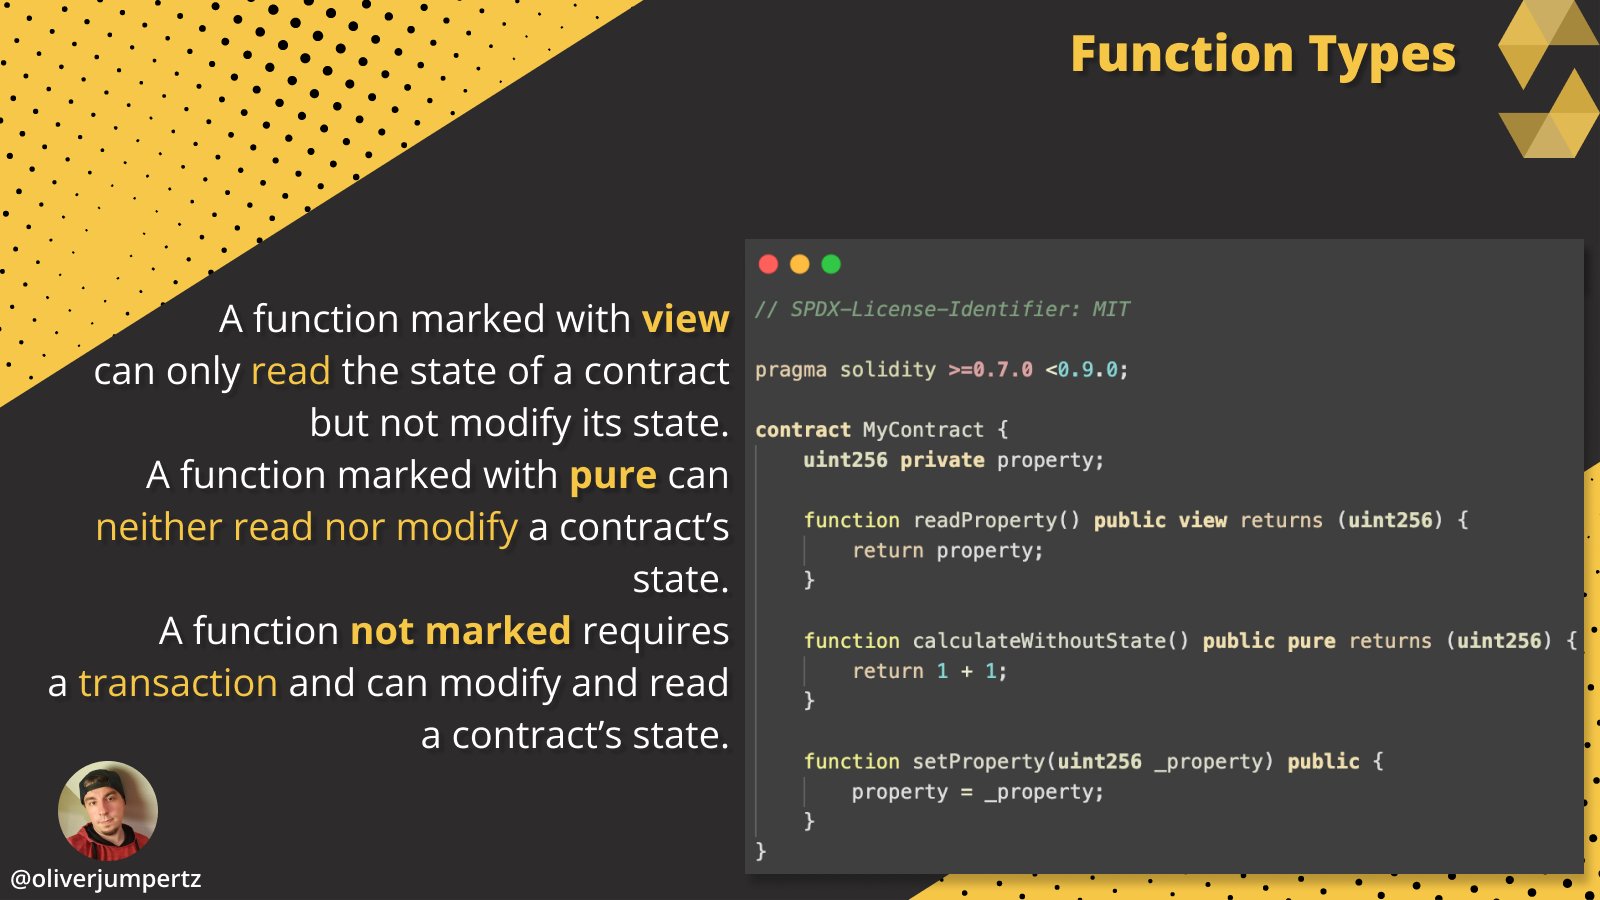 Function Types
A function marked with view
can only read the state of a contract
but not modify its state.
A function marked with pure can
neither read nor modify a contract’s
state.
A function not marked requires
a transaction and can modify and read
a contract’s state.
@oliverjumpertz
// SPDX-License-Identifier: MIT
pragma solidity >=0.7.0 <0.9.0;
contract MyContract {
uint256 private property;
function readProperty() public view returns (uint256) {
return property;
}
function calculateWithoutState() public pure returns (uint256) {
return 1 + 1;
}
function setProperty(uint256 _property) public {
property = _property;
}
}